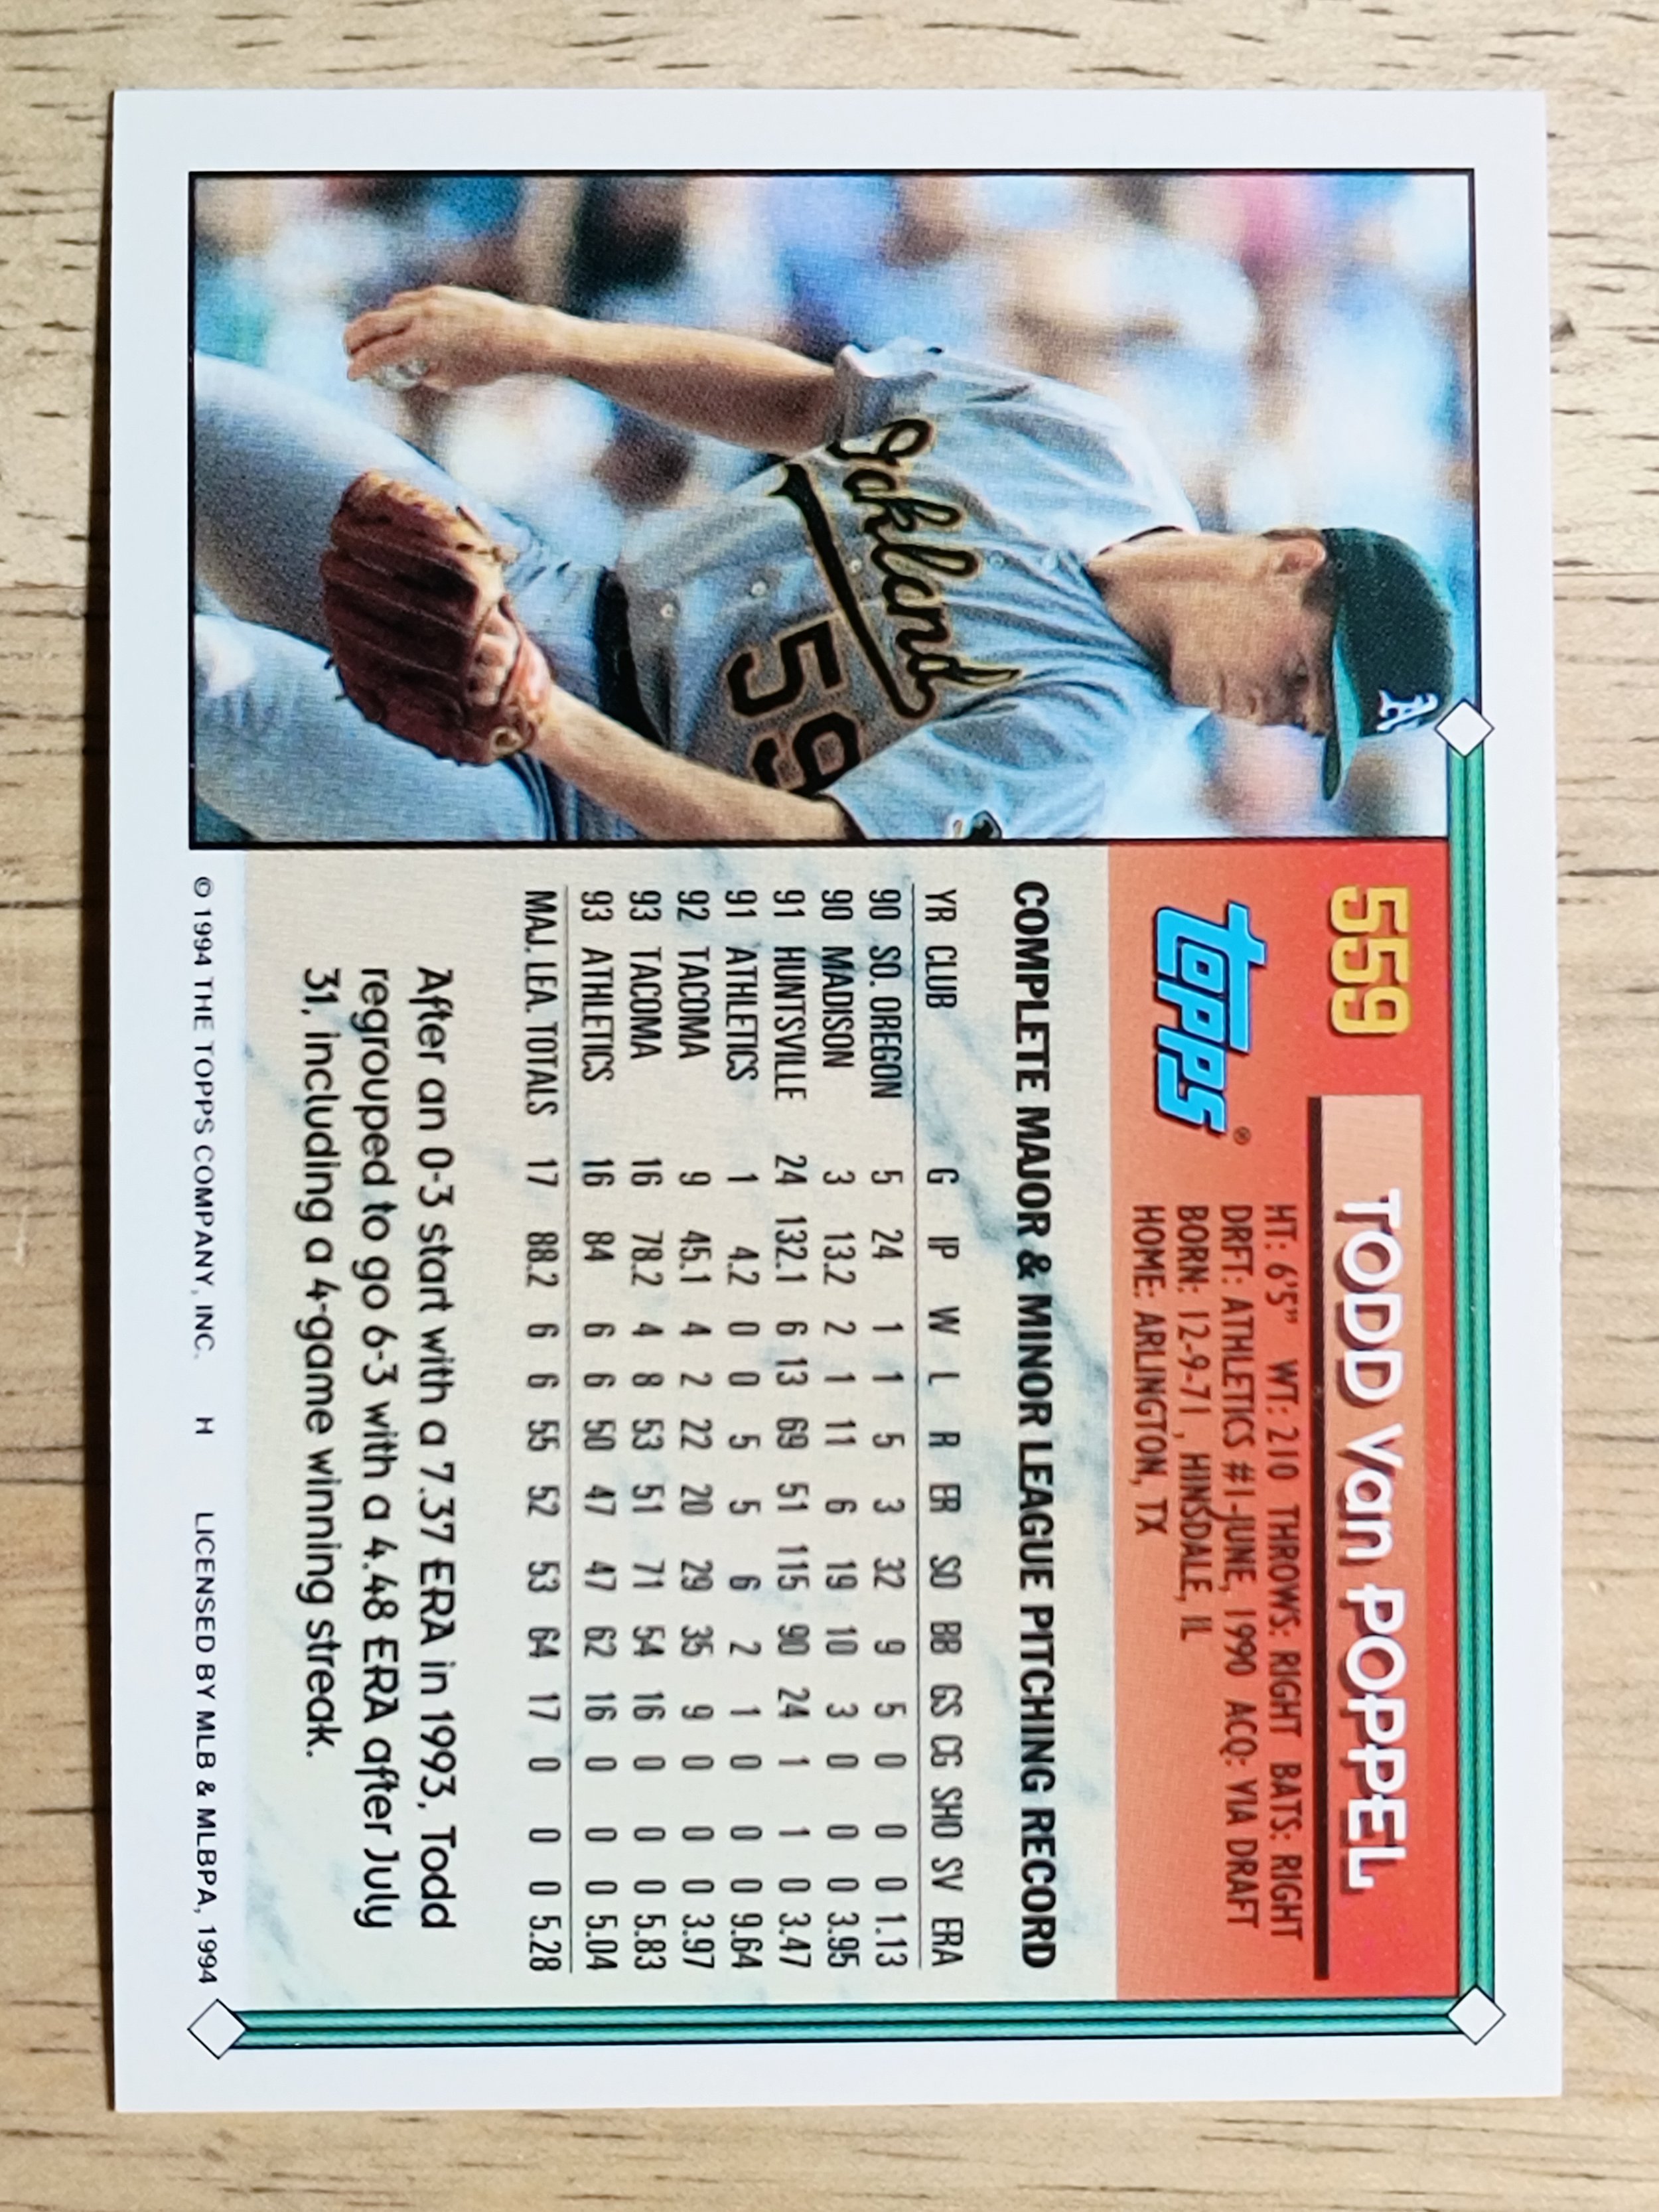 A's
Oakland
59
559
TODD Van POPPEL
TOPPS®
HT: 6'5" WT: 210 THROWS: RIGHT BATS: RIGHT
DRFT: ATHLETICS #1-JUNE, 1990 ACQ: VIA DRAFT
BORN: 12-9-71, HINSDALE, IL
HOME: ARLINGTON, TX
COMPLETE MAJOR & MINOR LEAGUE PITCHING RECORD
YR CLUB G IP W L R ER SO BB GS CG SHO SV ERA
90 SO. OREGON 5 24 1 1 5 3 32 9 5 0 0 0 1.13
90 MADISON 3 13.2 2 1 11 6 19 10 3 0 0 0 3.95
91 HUNTSVILLE 24 132.1 6 13 69 51 115 90 24 1 1 0 3.47
91 ATHLETICS 1 4.2 0 0 5 5 6 2 1 0 0 0 9.64
92 TACOMA 9 45.1 4 2 22 20 29 35 9 0 0 0 3.97
93 TACOMA 16 78.2 4 8 53 51 71 54 16 0 0 0 5.83
93 ATHLETICS 16 84 6 6 50 47 47 62 16 0 0 0 5.04
MAJ. LEA. TOTALS 17 88.2 6 6 55 52 53 64 17 0 0 0 5.28
After an 0-3 start with a 7.37 ERA in 1993, Todd
regrouped to go 6-3 with a 4.48 ERA after July
31, including a 4-game winning streak.
© 1994 THE TOPPS COMPANY, INC. H LICENSED BY MLB & MLBPA, 1994